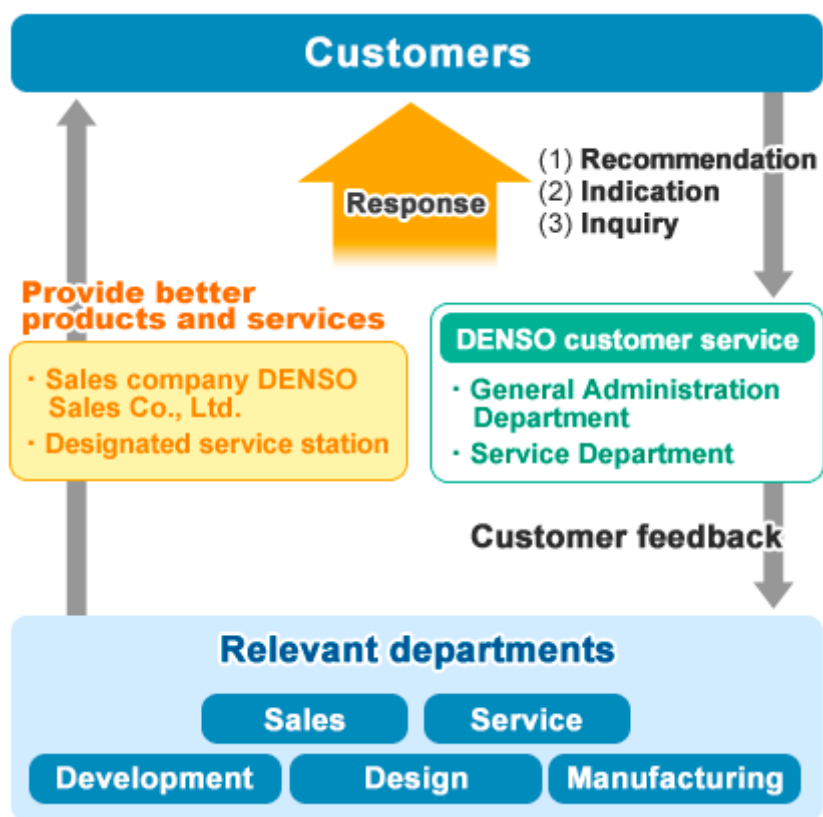 Customers
(1) Recommendation
(2) Indication
(3) Inquiry
Response
Provide better
products and services
· Sales company DENSO
Sales Co., Ltd.
· Designated service station
DENSO customer service
· General Administration
Department
· Service Department
Customer feedback
Relevant departments
Sales
Service
Development
Design
Manufacturing